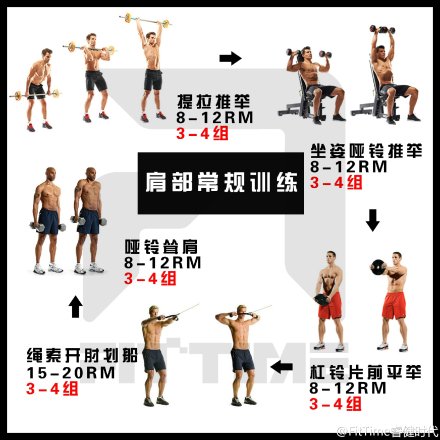 提拉推举
8-12RM
3-4组
坐姿哑铃推举
8-12RM
3-4组
肩部常规训练
哑铃耸肩
8-12RM
3-4组
绳索开肘划船
15-20RM
3-4组
杠铃片前平举
8-12RM
3-4组
FITTIME
@FitTime睿健时代